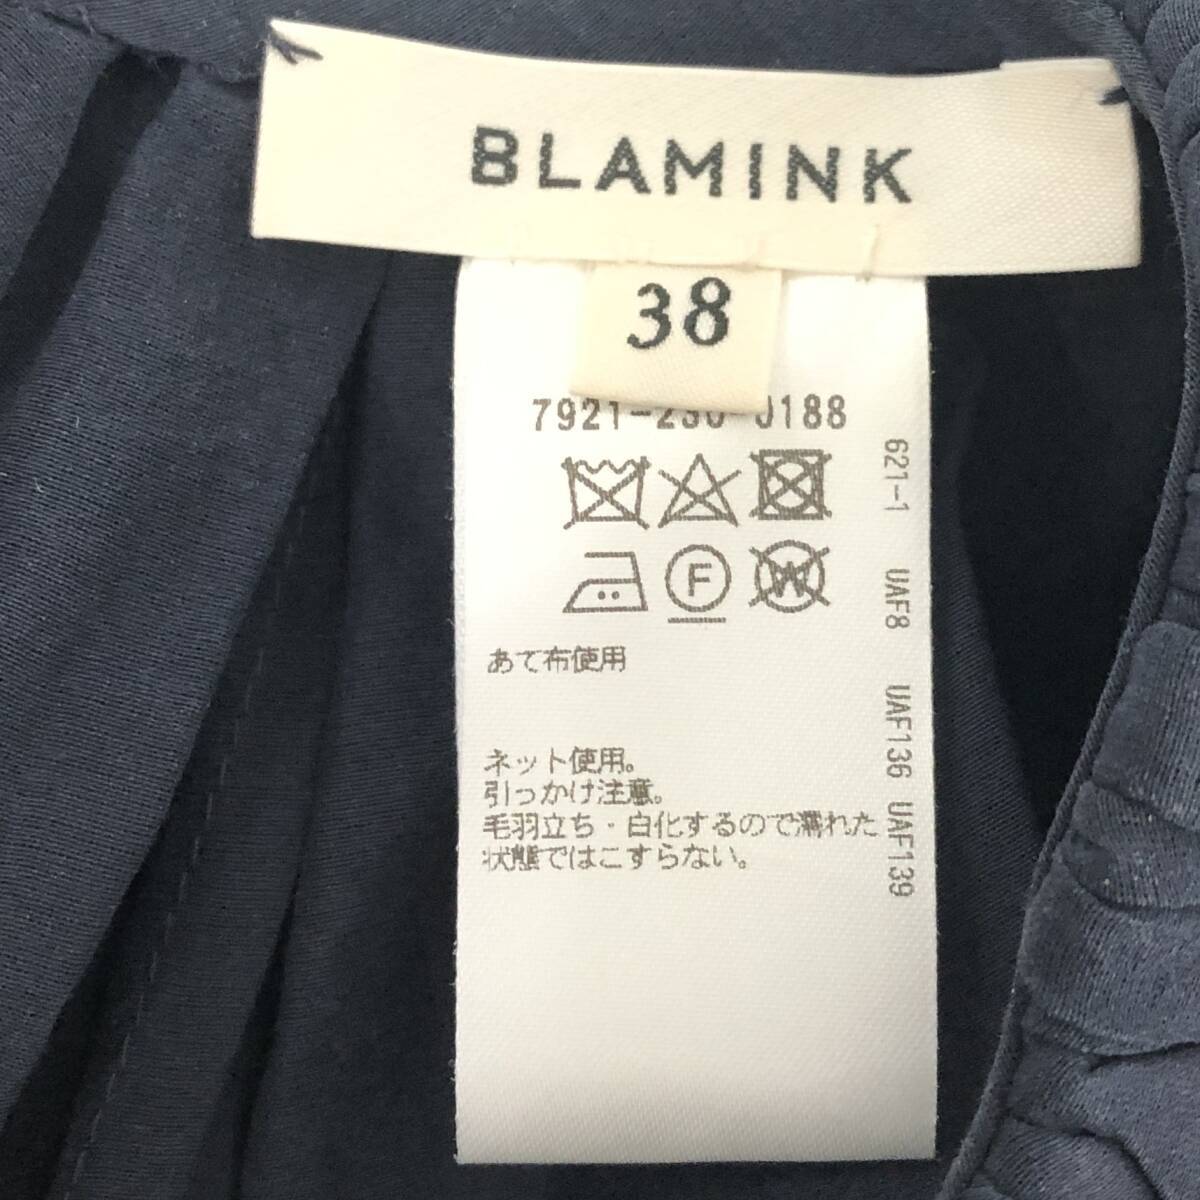 BLAMINK
38
7921-230-0188
F
W
あて布使用
ネット使用。
引っかけ注意。
毛羽立ち・白化するので濡れた
状態ではこすらない。
621-1 UAF8 UAF136 UAF139